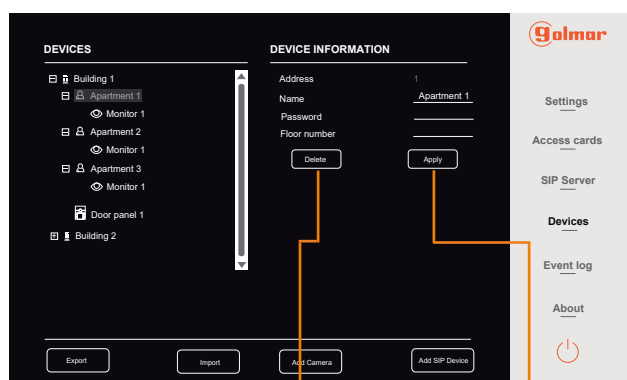 DEVICES
Building 1
Apartment 1
Monitor 1
Apartment 2
Monitor 1
Apartment 3
Monitor 1
Door panel 1
Building 2
DEVICE INFORMATION
Address 1
Name Apartment 1
Password
Floor number
Delete Apply
Export Import Add Camera Add SIP Device
golmar
Settings
Access cards
SIP Server
Devices
Event log
About